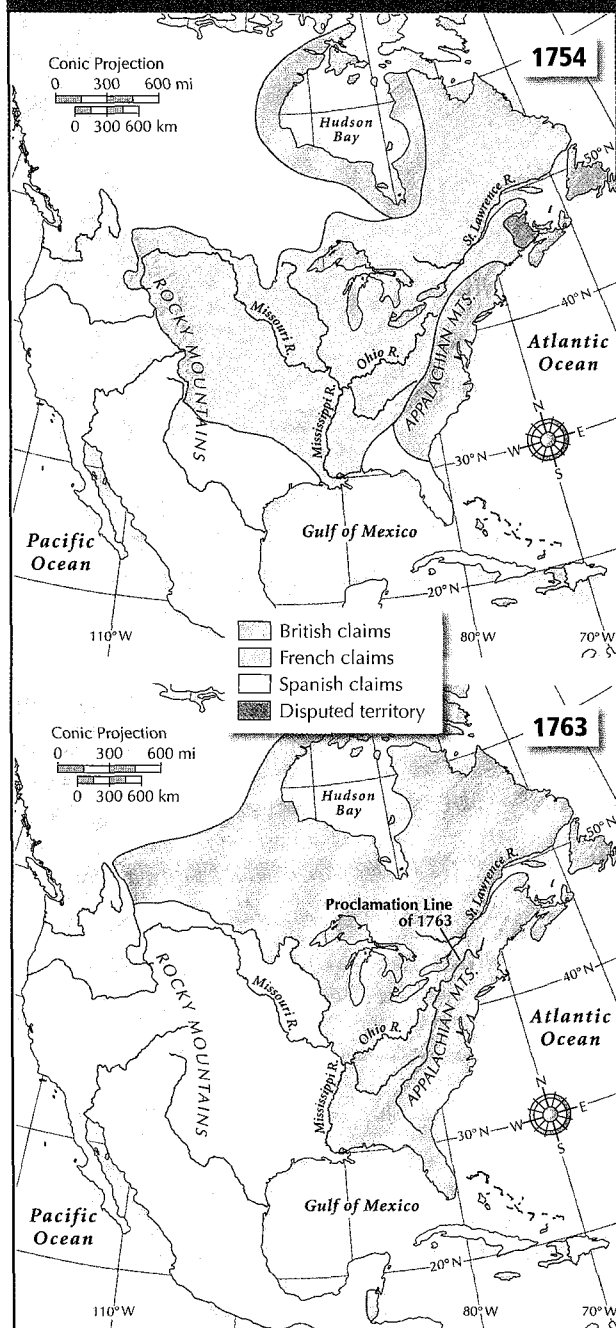 1754
Conic Projection
0 300 600 mi
0 300 600 km
Hudson
Bay
50°N
St. Lawrence R.
ROCKY MOUNTAINS
Missouri R.
Ohio R.
Mississippi R.
APPALACHIAN MTS.
40°N
Atlantic
Ocean
N
W E
S
30°N
Gulf of Mexico
Pacific
Ocean
20°N
110°W
80°W
70°W
British claims
French claims
Spanish claims
Disputed territory
1763
Conic Projection
0 300 600 mi
0 300 600 km
Hudson
Bay
50°N
St. Lawrence R.
Proclamation Line
of 1763
ROCKY MOUNTAINS
Missouri R.
Ohio R.
Mississippi R.
APPALACHIAN MTS.
40°N
Atlantic
Ocean
N
W E
S
30°N
Gulf of Mexico
Pacific
Ocean
20°N
110°W
80°W
70°W